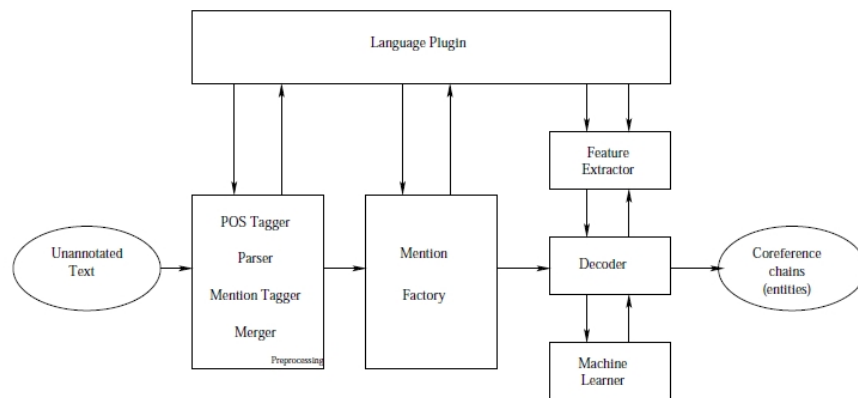 Language Plugin
Feature
Extractor
Unannotated
Text
POS Tagger
Parser
Mention Tagger
Merger
Preprocessing
Mention
Factory
Decoder
Coreference
chains
(entities)
Machine
Learner